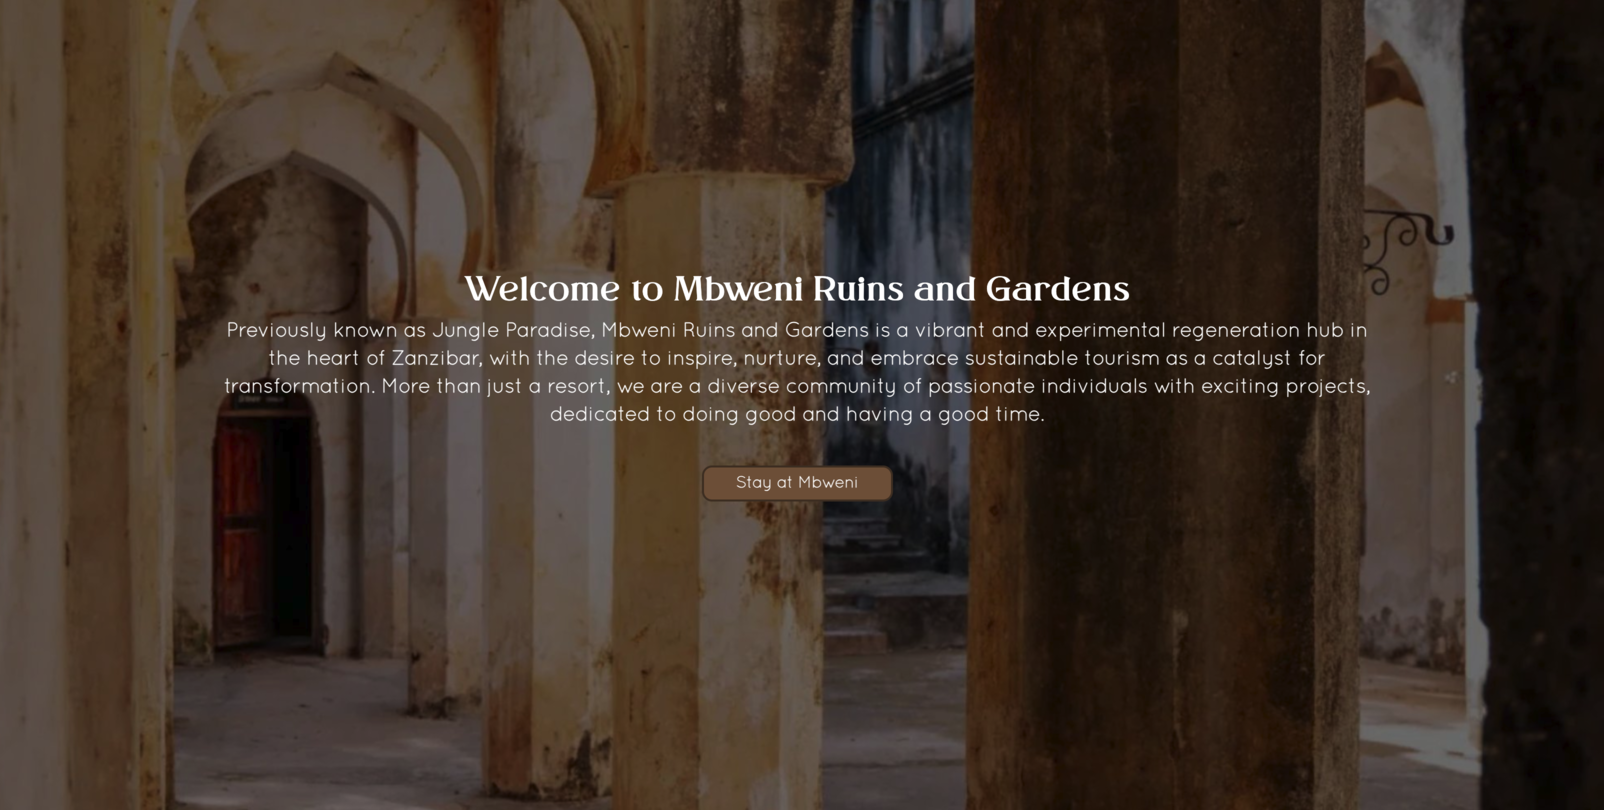 Welcome to Mbweni Ruins and Gardens
Previously known as Jungle Paradise, Mbweni Ruins and Gardens is a vibrant and experimental regeneration hub in
the heart of Zanzibar, with the desire to inspire, nurture, and embrace sustainable tourism as a catalyst for
transformation. More than just a resort, we are a diverse community of passionate individuals with exciting projects,
dedicated to doing good and having a good time.
Stay at Mbweni